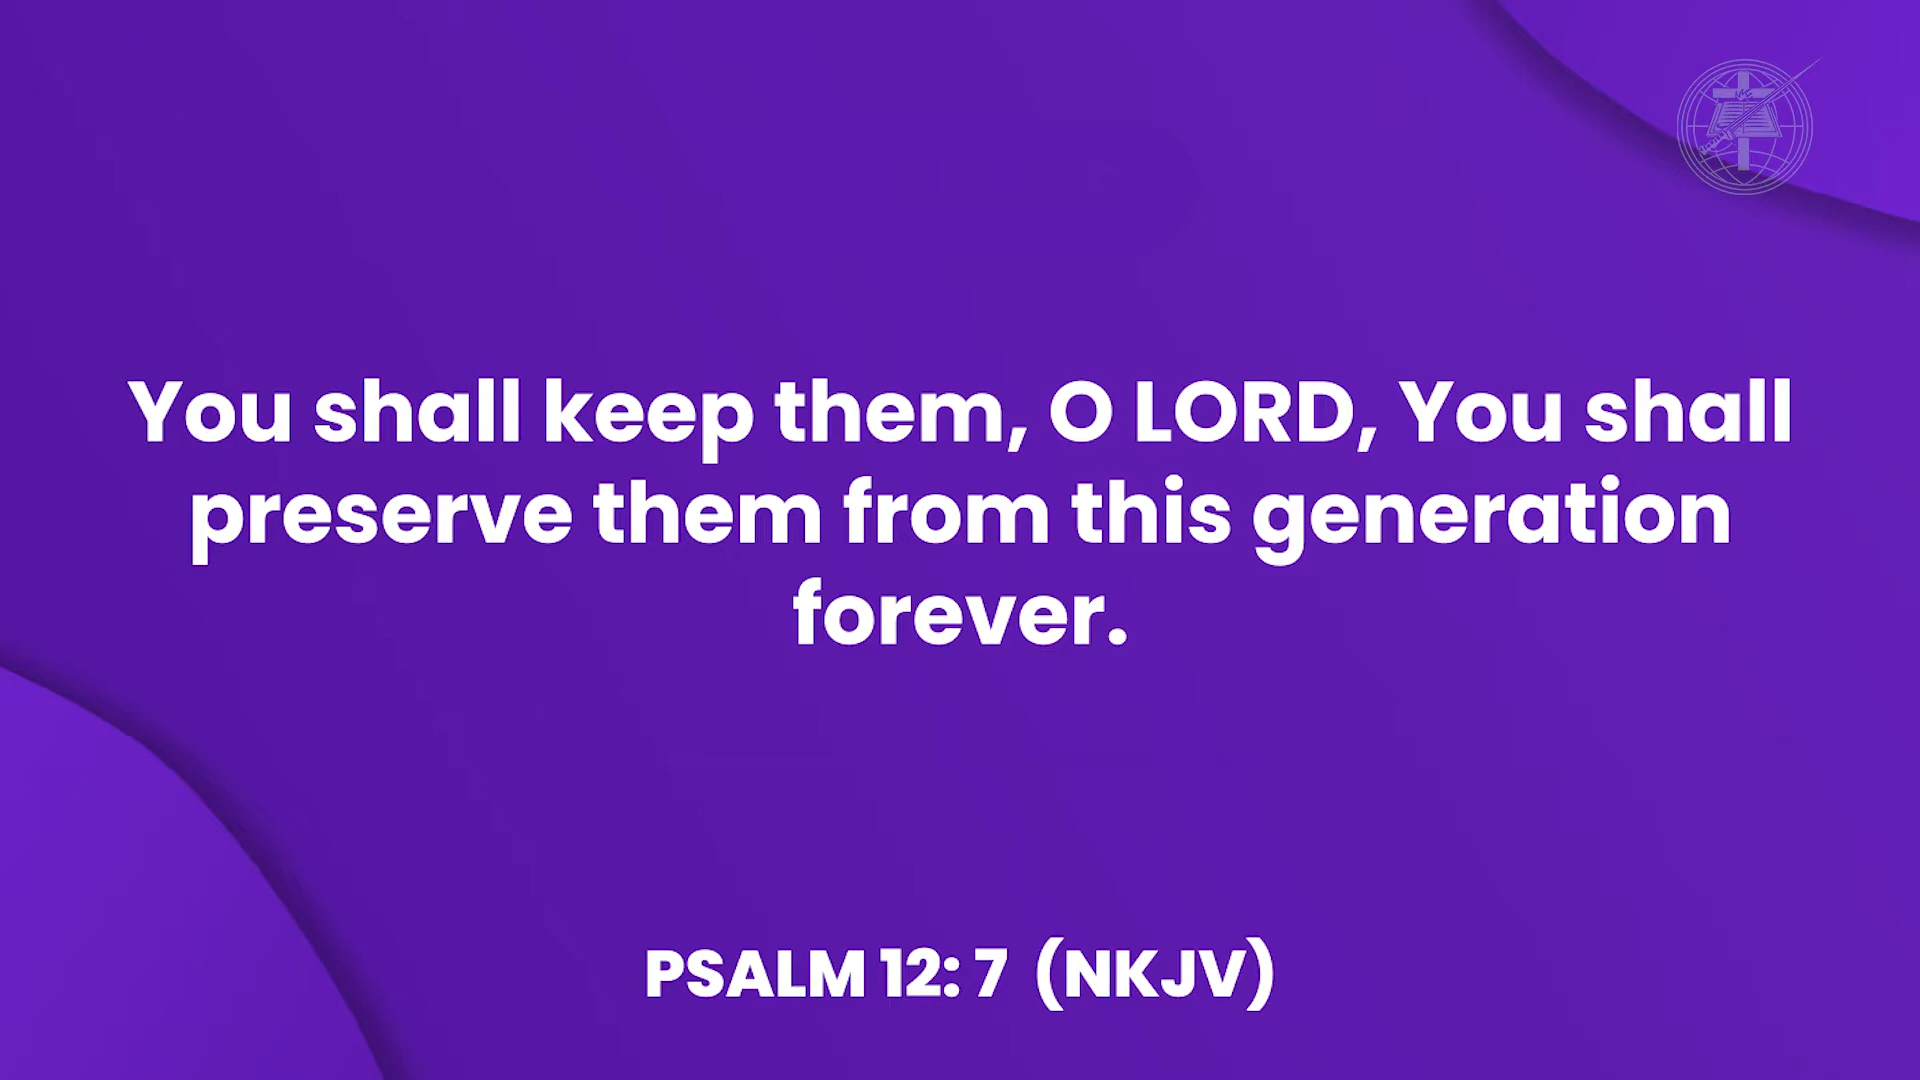 You shall keep them, O LORD, You shall
preserve them from this generation
forever.
PSALM 12: 7 (NKJV)